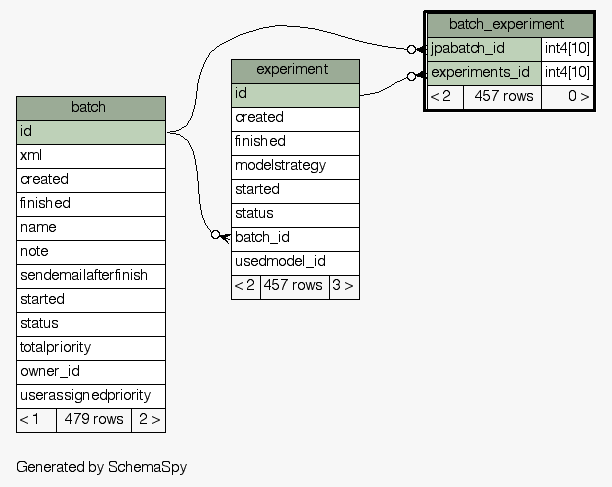 batch_experiment
jpabatch_id int4[10]
experiments_id int4[10]
< 2 457 rows 0 >
experiment
id
created
finished
modelstrategy
started
status
batch_id
usedmodel_id
< 2 457 rows 3 >
batch
id
xml
created
finished
name
note
sendemailafterfinish
started
status
totalpriority
owner_id
userassignedpriority
< 1 479 rows 2 >
Generated by SchemaSpy